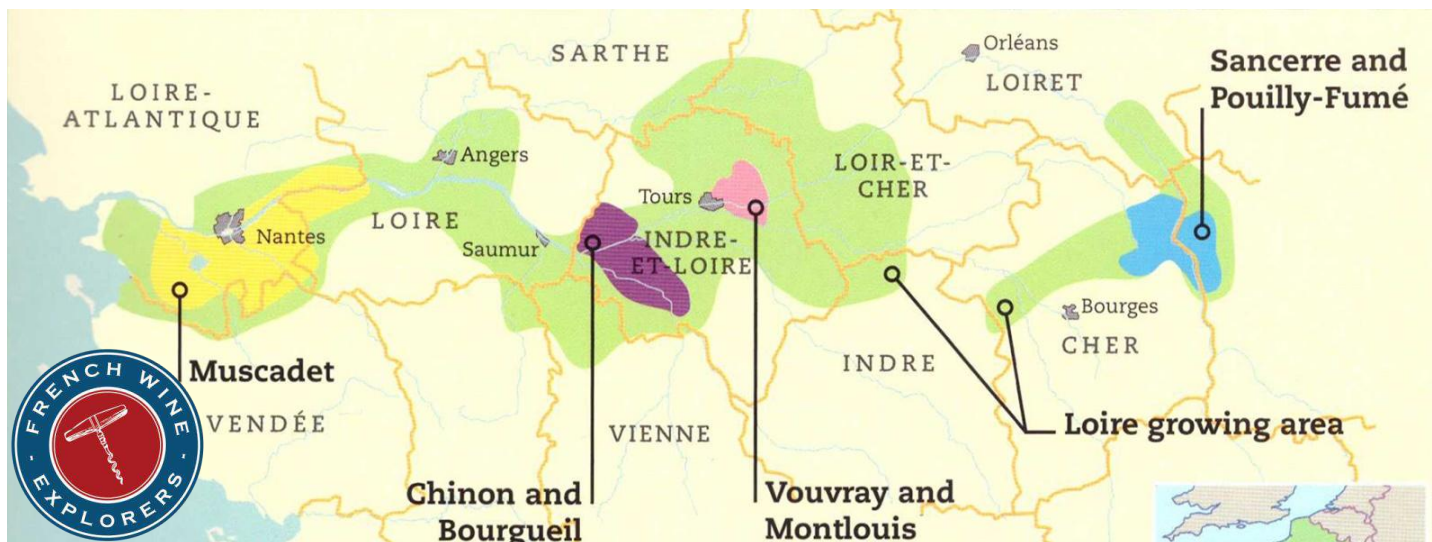 SARTHE
Orléans
LOIRET
Sancerre and
Pouilly-Fumé
LOIRE-
ATLANTIQUE
Angers
LOIR-ET-
CHER
Tours
LOIRE
Nantes
Saumur
INDRE-
ET-LOIRE
Bourges
CHER
INDRE
Muscadet
VENDÉE
VIENNE
Loire growing area
Chinon and
Bourgueil
Vouvray and
Montlouis
FRENCH WINE
- EXPLORERS -